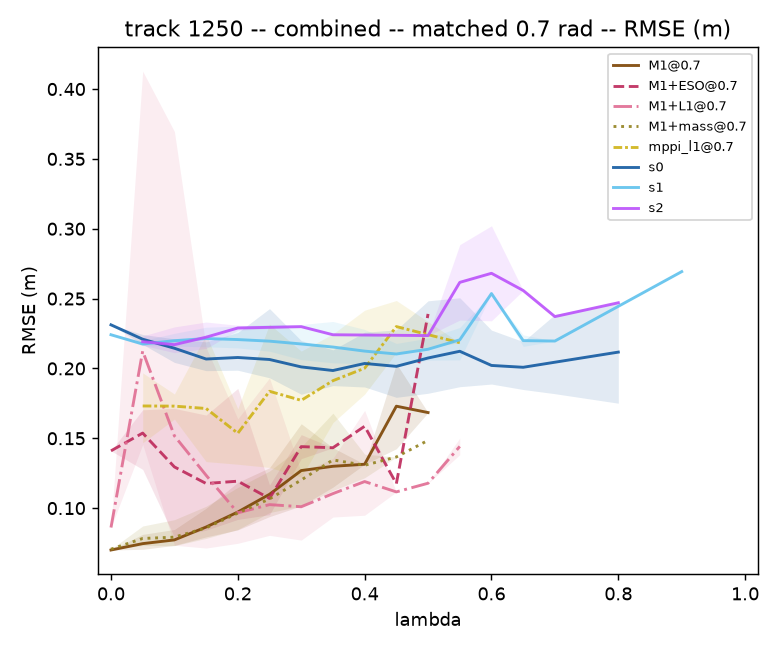 track 1250 -- combined -- matched 0.7 rad -- RMSE (m)
M1@0.7
M1+ESO@0.7
M1+L1@0.7
M1+mass@0.7
mppi_l1@0.7
s0
s1
s2
RMSE (m)
0.40
0.35
0.30
0.25
0.20
0.15
0.10
0.0 0.2 0.4 0.6 0.8 1.0
lambda